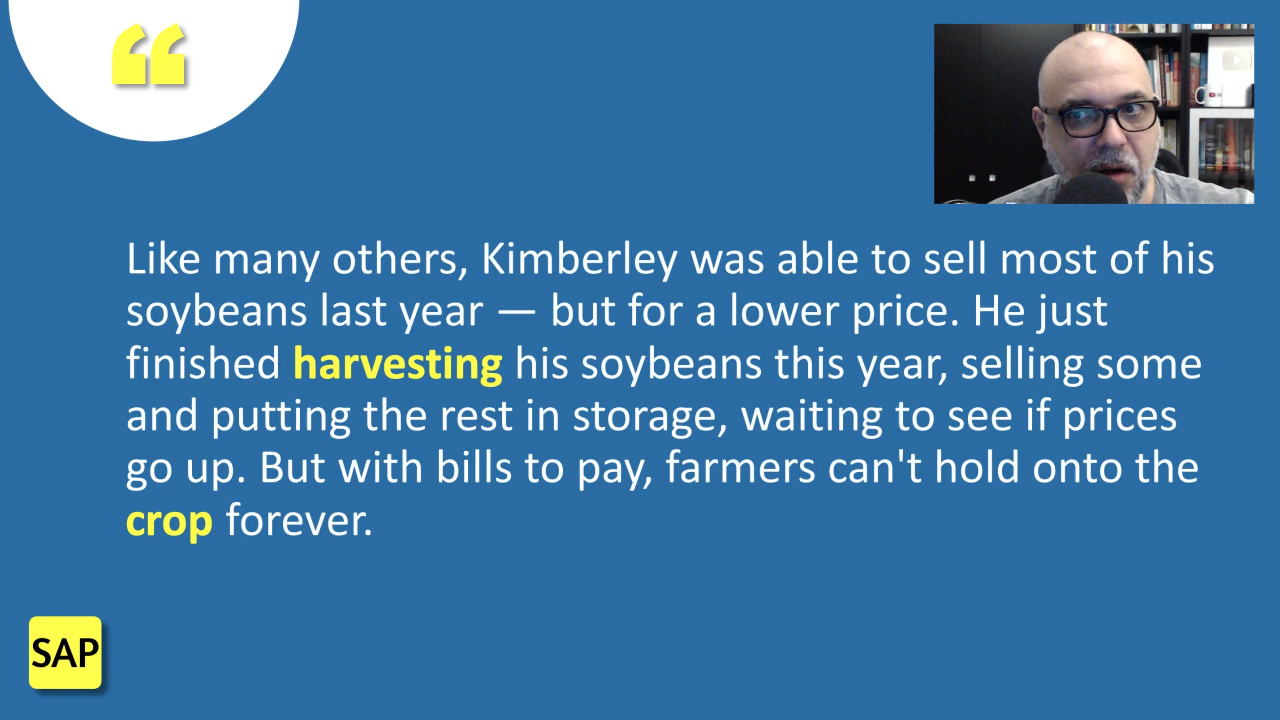 “
Like many others, Kimberley was able to sell most of his
soybeans last year — but for a lower price. He just
finished harvesting his soybeans this year, selling some
and putting the rest in storage, waiting to see if prices
go up. But with bills to pay, farmers can't hold onto the
crop forever.
SAP